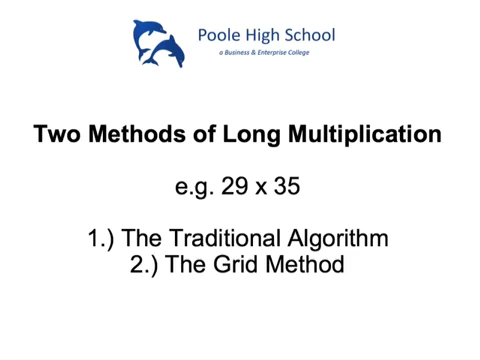 Poole High School
a Business & Enterprise College
Two Methods of Long Multiplication
e.g. 29 x 35
1.) The Traditional Algorithm
2.) The Grid Method